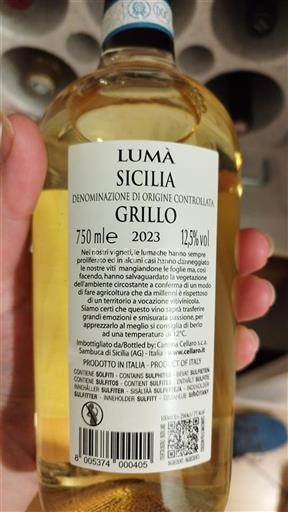 LUMÀ
SICILIA
DENOMINAZIONE DI ORIGINE CONTROLLATA
GRILLO
750 ml e 2023 12,5% vol
Nei nostri vigneti, le lumache hanno sempre
proliferato ed in alcuni casi hanno danneggiato
le nostre viti mangiandone le foglie ma, così
facendo, hanno salvaguardato la vegetazione
dell'ambiente circostante a conferma di un modo
di fare agricoltura che da millenni è rispettoso
di un territorio a vocazione vitivinicola.
Siamo certi che questo vino saprà trasferire
grandi emozioni e smisurata passione, per
apprezzarlo al meglio si consiglia di berlo
ad una temperatura di 12°C.
Imbottigliato da/Bottled by: Cantina Cellaro s.c.a.
Sambuca di Sicilia (AG) - Italia - www.cellaro.it
PRODOTTO IN ITALIA - PRODUCT OF ITALY
CONTIENE SOLFITI - CONTAINS SULPHITES - BEVAT SULFIETEN
SULFITOS - CONTIENT SULFITES - ENTHÄLT
- SISÄLTÄÄ - INNEHÅLLER
SULFITTER - INNEHOLDER SULFITT -
8 005374 000405